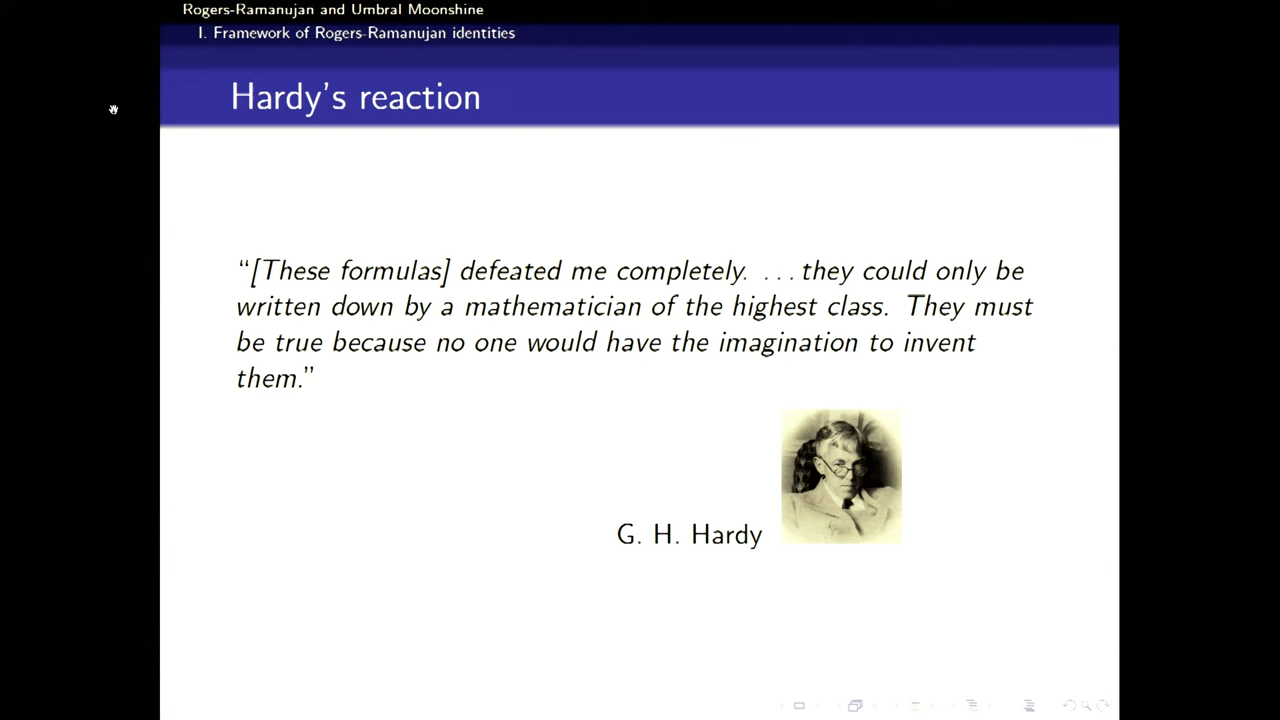 Rogers-Ramanujan and Umbral Moonshine
I. Framework of Rogers-Ramanujan identities
Hardy's reaction
“[These formulas] defeated me completely. ...they could only be
written down by a mathematician of the highest class. They must
be true because no one would have the imagination to invent
them.”
G. H. Hardy